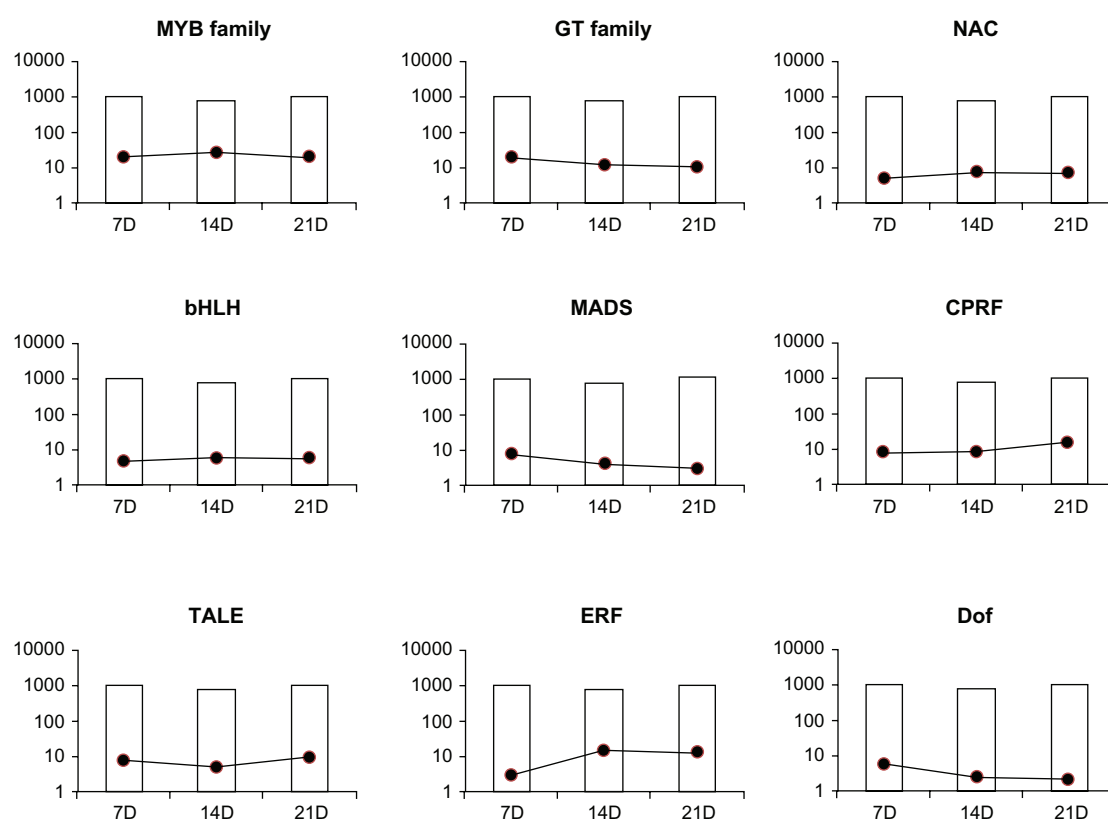 MYB family GT family NAC
10000 10000 10000
1000 1000 1000
100 100 100
10 10 10
1 1 1
7D 14D 21D 7D 14D 21D 7D 14D 21D
bHLH MADS CPRF
10000 10000 10000
1000 1000 1000
100 100 100
10 10 10
1 1 1
7D 14D 21D 7D 14D 21D 7D 14D 21D
TALE ERF Dof
10000 10000 10000
1000 1000 1000
100 100 100
10 10 10
1 1 1
7D 14D 21D 7D 14D 21D 7D 14D 21D